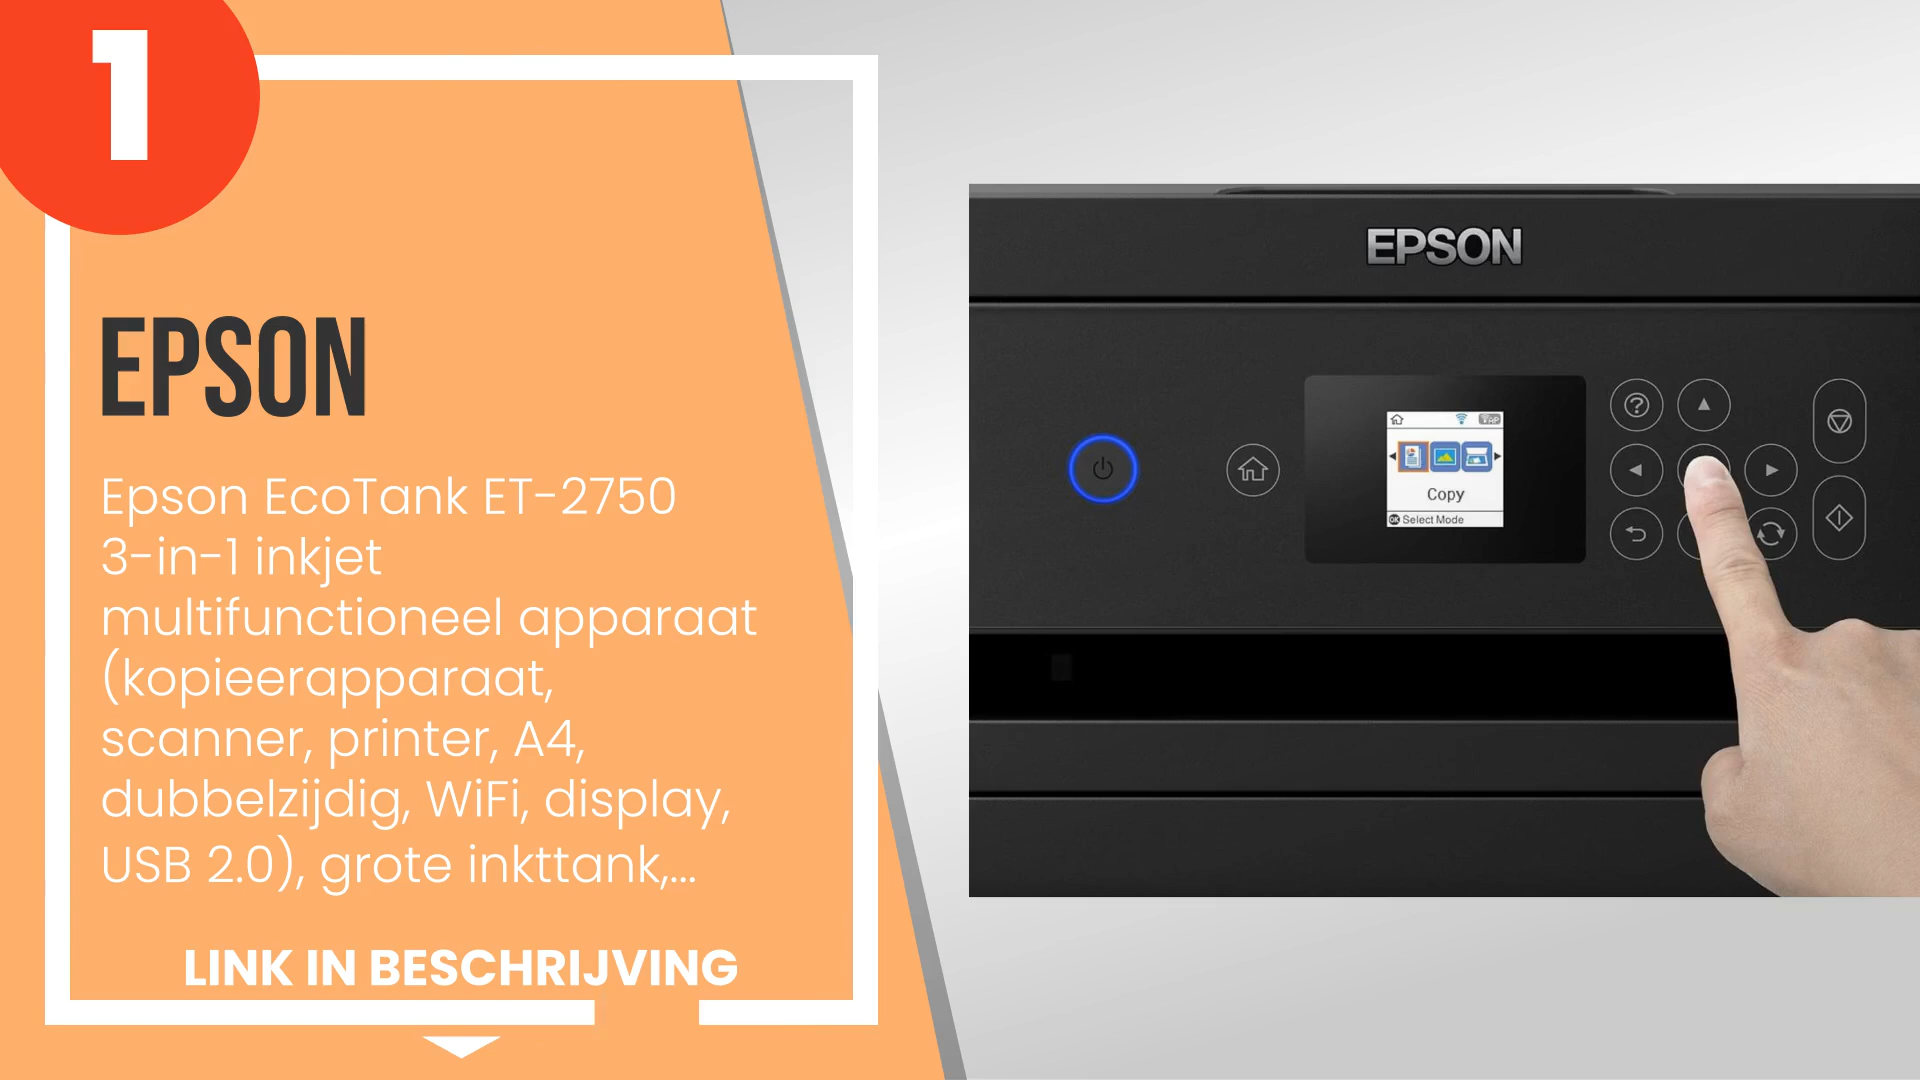 1
EPSON
Epson EcoTank ET-2750
3-in-1 inkjet
multifunctioneel apparaat
(kopieerapparaat,
scanner, printer, A4,
dubbelzijdig, WiFi, display,
USB 2.0), grote inkttank,...
LINK IN BESCHRIJVING
EPSON
Copy
OK Select Mode